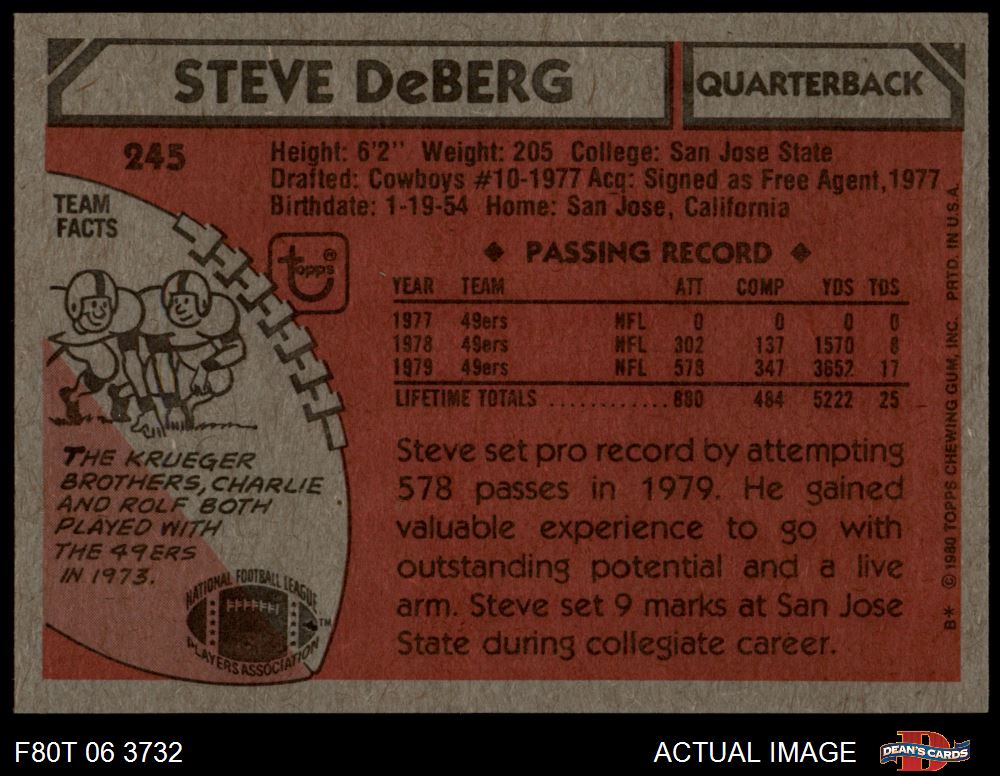 STEVE DeBERG
QUARTERBACK
245
Height: 6'2" Weight: 205 College: San Jose State
Drafted: Cowboys #10-1977 Acq: Signed as Free Agent, 1977
Birthdate: 1-19-54 Home: San Jose, California
TEAM
FACTS
topps®
◆ PASSING RECORD ◆
YEAR TEAM ATT COMP YDS TDS
1977 49ers NFL 0 0 0 0
1978 49ers NFL 302 137 1570 8
1979 49ers NFL 578 347 3652 17
LIFETIME TOTALS ............ 880 484 5222 25
Steve set pro record by attempting
578 passes in 1979. He gained
valuable experience to go with
outstanding potential and a live
arm. Steve set 9 marks at San Jose
State during collegiate career.
THE KRUEGER
BROTHERS, CHARLIE
AND ROLF BOTH
PLAYED WITH
THE 49ERS
IN 1973.
NATIONAL FOOTBALL LEAGUE
PLAYERS ASSOCIATION
TM
B* © 1980 TOPPS CHEWING GUM, INC. PRTD. IN U.S.A.
F80T 06 3732
ACTUAL IMAGE
D
DEAN'S CARDS